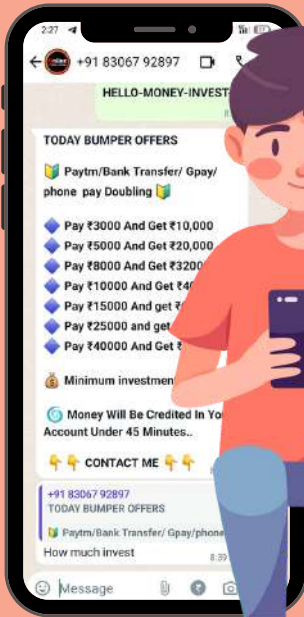 2:27
+91 83067 92897
HELLO-MONEY-INVEST
TODAY BUMPER OFFERS
Paytm/Bank Transfer/ Gpay/
phone pay Doubling
Pay ₹3000 And Get ₹10,000
Pay ₹5000 And Get ₹20,000
Pay ₹8000 And Get ₹3200
Pay ₹10000 And Get
Pay ₹15000 and get
Pay ₹25000 and get
Pay ₹40000 And Get
Minimum investmen
Money Will Be Credited In
Account Under 45 Minutes..
CONTACT ME
+91 83067 92897
TODAY BUMPER OFFERS
Paytm/Bank Transfer/ Gpay/phone
How much invest
8:39
Message